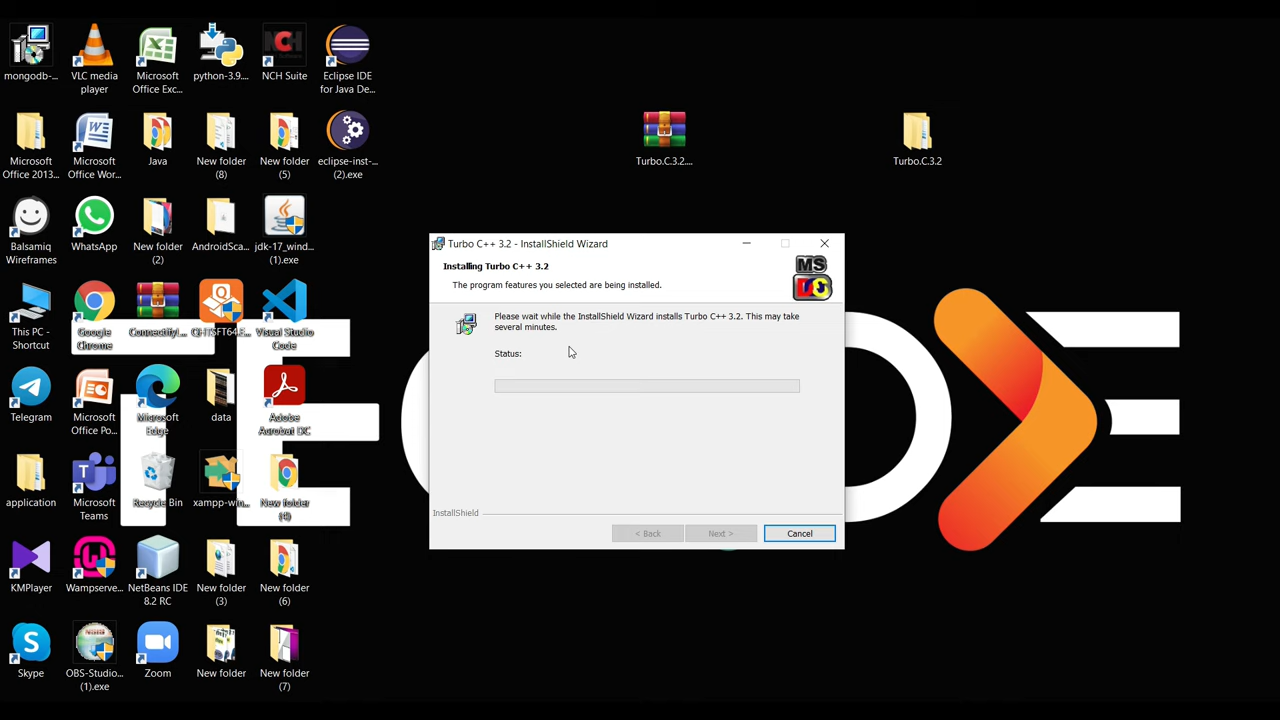 mongodb-...
VLC media
player
Microsoft
Office Exc...
python-3.9....
NCH Suite
Eclipse IDE
for Java De...
Microsoft
Office 2013...
Microsoft
Office Wor...
Java
New folder
(8)
New folder
(5)
eclipse-inst-...
(2).exe
Turbo.C.3.2....
Turbo.C.3.2
Balsamiq
Wireframes
WhatsApp
New folder
(2)
AndroidSca...
jdk-17_wind...
(1).exe
Turbo C++ 3.2 - InstallShield Wizard
Installing Turbo C++ 3.2
The program features you selected are being installed.
MS
Please wait while the InstallShield Wizard installs Turbo C++ 3.2. This may take
several minutes.
Status:
InstallShield
< Back
Next >
Cancel
This PC -
Shortcut
Google
Chrome
Connectify...
Visual Studio
Code
Telegram
Microsoft
Office Po...
Microsoft
Edge
data
Adobe
Acrobat DC
application
Microsoft
Teams
Recycle Bin
xampp-win...
New folder
(4)
KMPlayer
Wampserve...
NetBeans IDE
8.2 RC
New folder
(3)
New folder
(6)
Skype
OBS-Studio...
(1).exe
Zoom
New folder
New folder
(7)